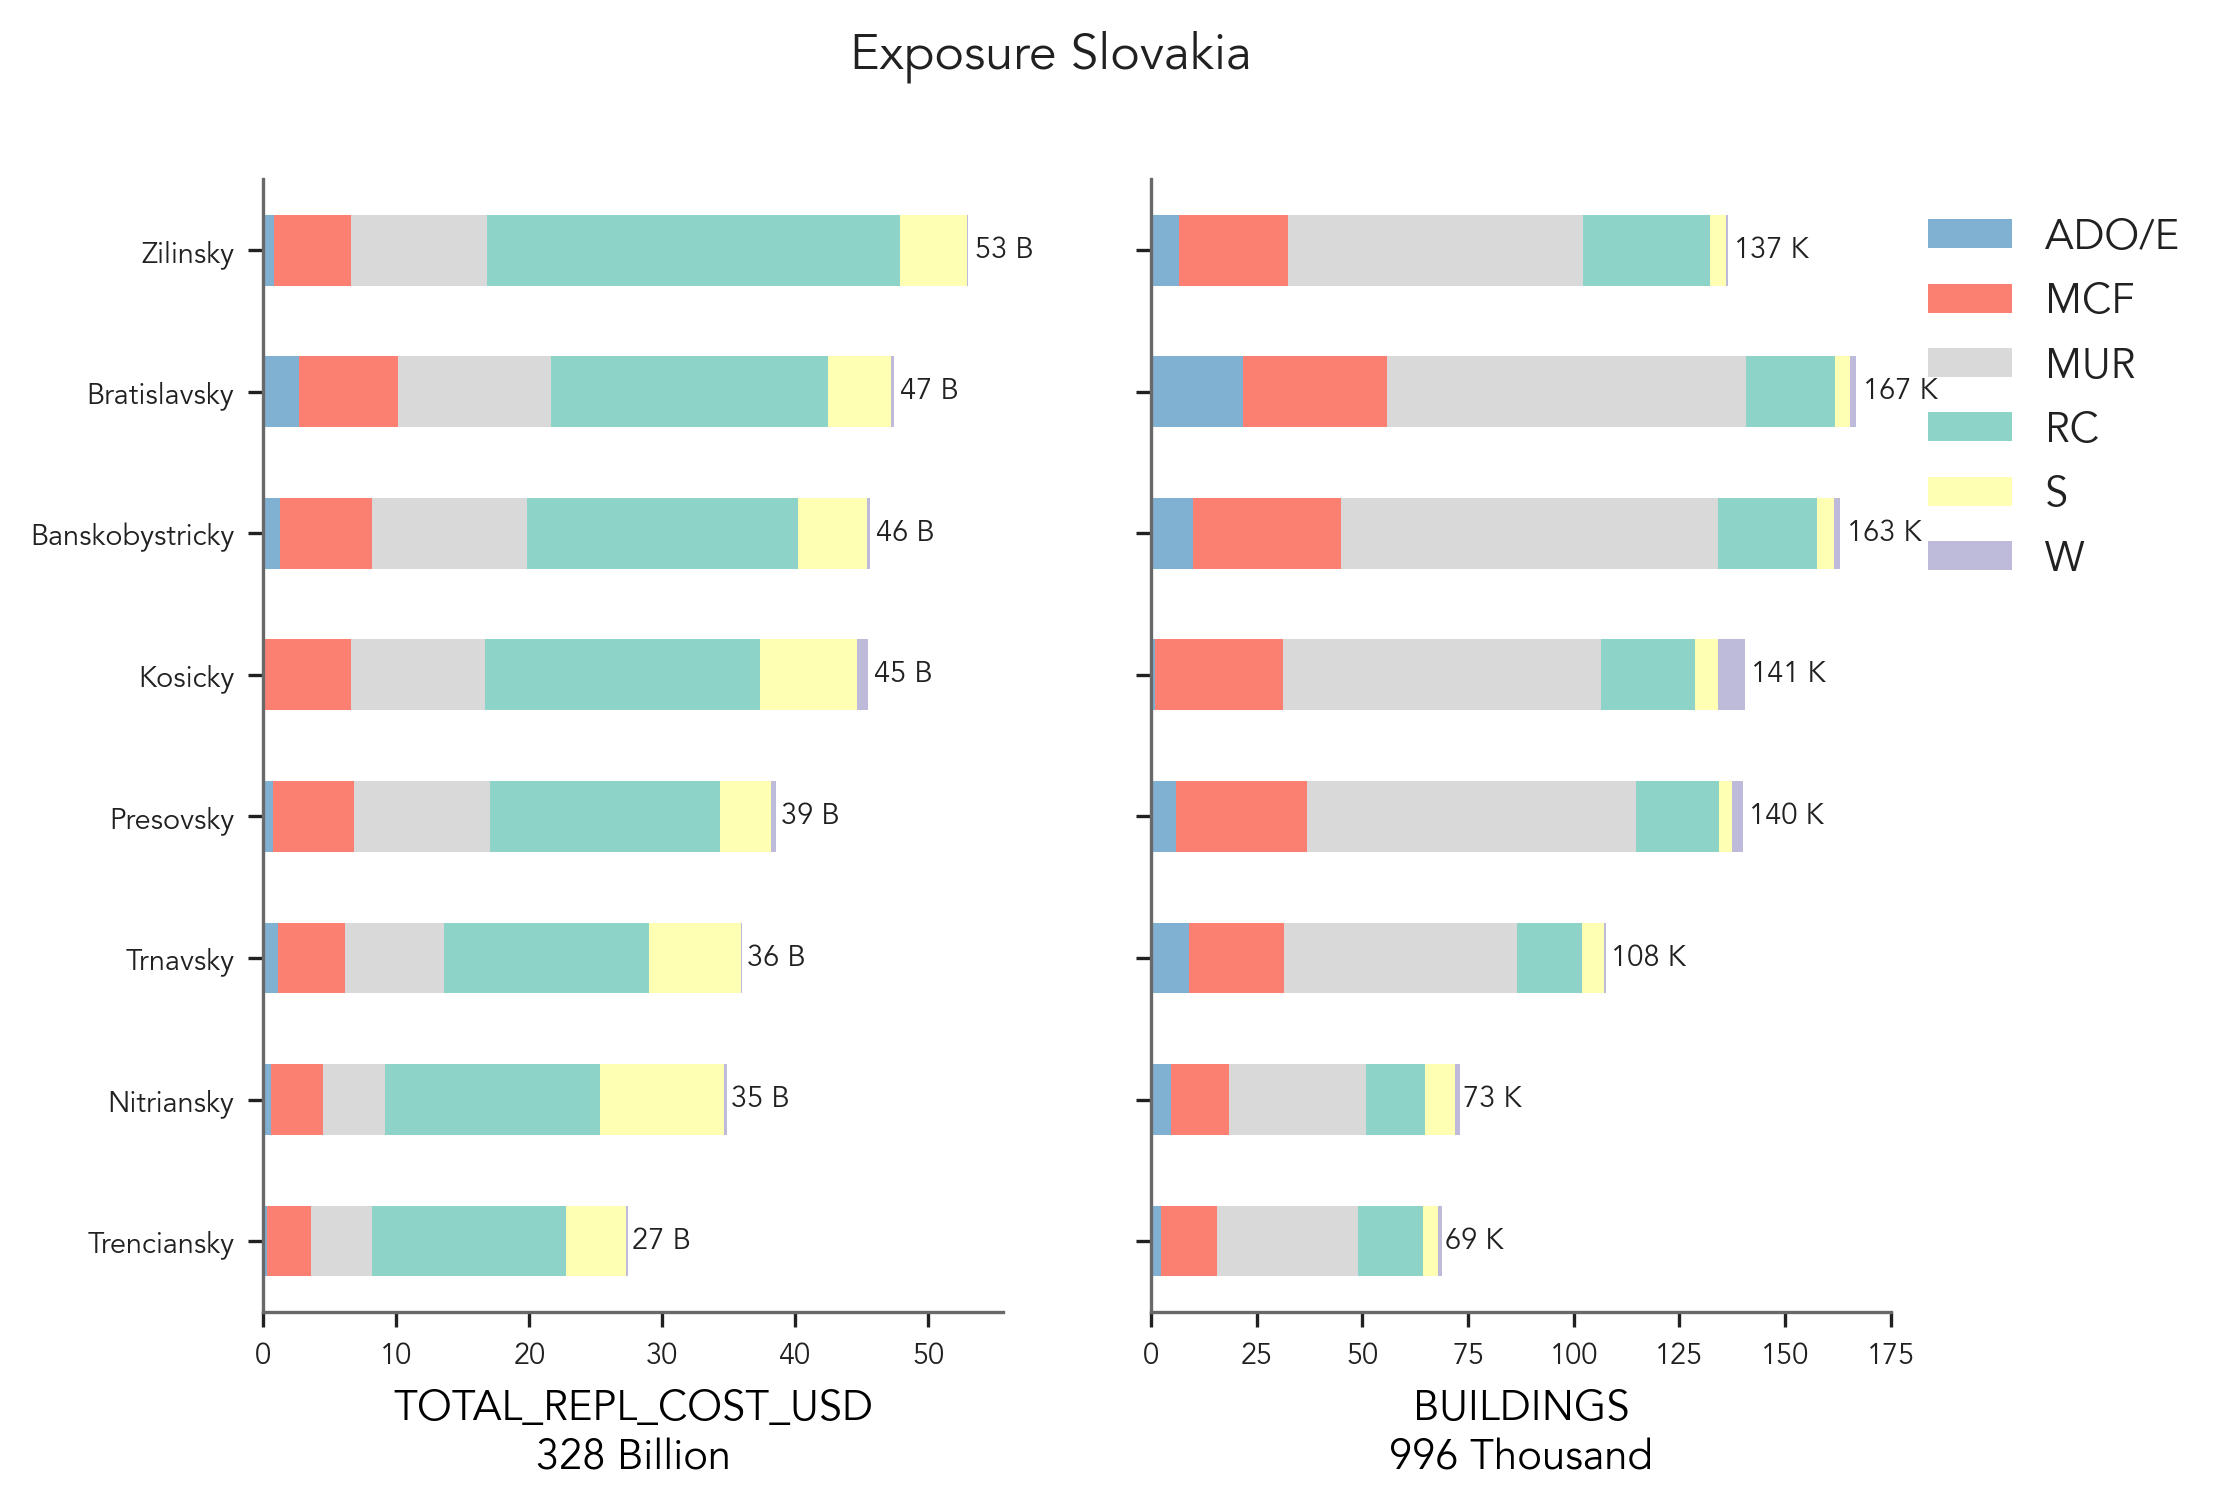 Exposure Slovakia
Zilinsky
Bratislavsky
Banskobystricky
Kosicky
Presovsky
Trnavsky
Nitriansky
Trenciansky
53 B
47 B
46 B
45 B
39 B
36 B
35 B
27 B
0 10 20 30 40 50
TOTAL_REPL_COST_USD
328 Billion
137 K
167 K
163 K
141 K
140 K
108 K
73 K
69 K
0 25 50 75 100 125 150 175
BUILDINGS
996 Thousand
ADO/E
MCF
MUR
RC
S
W